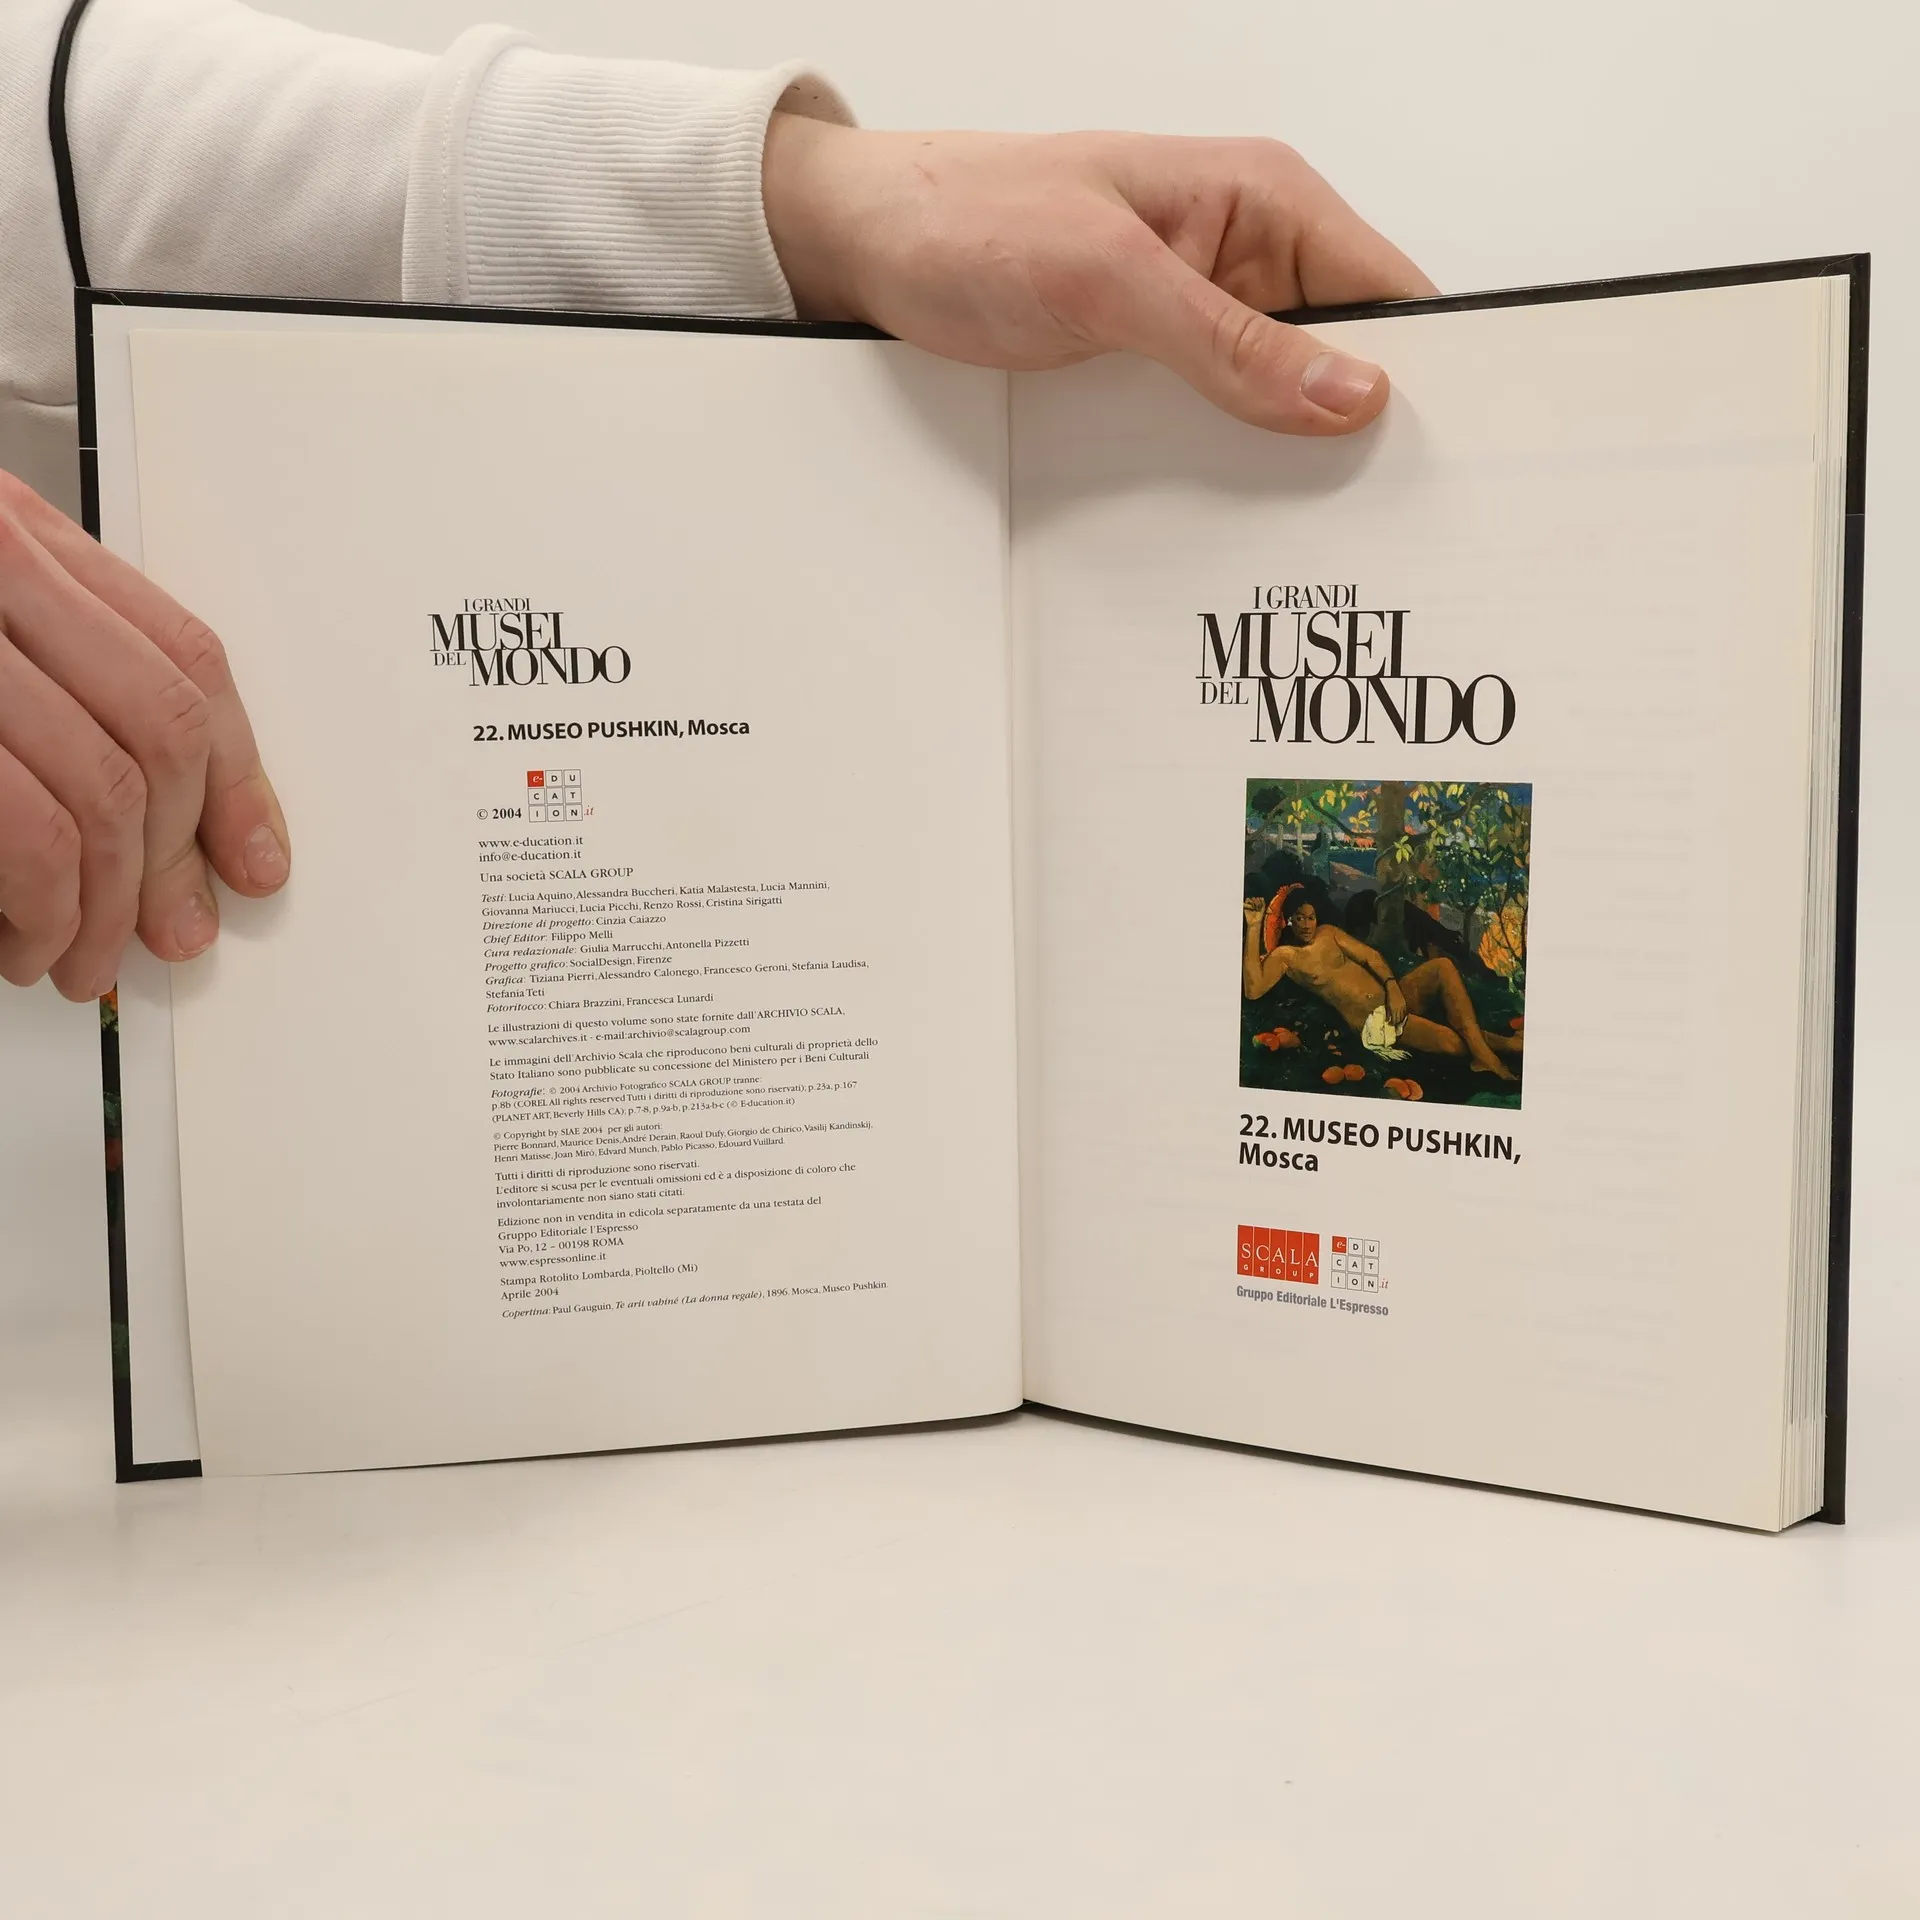 I GRANDI
MUSEI
DEL MONDO
22. MUSEO PUSHKIN, Mosca
e-DU
CAT
© 2004 ION.it
www.e-ducation.it
info@e-ducation.it
Una società SCALA GROUP
Testi: Lucia Aquino, Alessandra Buccheri, Katia Malastesta, Lucia Mannini,
Giovanna Mariucci, Lucia Picchi, Renzo Rossi, Cristina Sirigatti
Direzione di progetto: Cinzia Caiazzo
Chief Editor: Filippo Melli
Cura redazionale: Giulia Marrucchi, Antonella Pizzetti
Progetto grafico: SocialDesign, Firenze
Grafica: Tiziana Pierri, Alessandro Calonego, Francesco Geroni, Stefania Laudisa,
Stefania Teti
Fotoritocco: Chiara Brazzini, Francesca Lunardi
Le illustrazioni di questo volume sono state fornite dall'ARCHIVIO SCALA,
www.scalarchives.it - e-mail:archivio@scalagroup.com
Le immagini dell'Archivio Scala che riproducono beni culturali di proprietà dello
Stato Italiano sono pubblicate su concessione del Ministero per i Beni Culturali
Fotografie: © 2004 Archivio Fotografico SCALA GROUP tranne:
p.8b (COREL All rights reserved Tutti i diritti di riproduzione sono riservati); p.23a, p.167
(PLANET ART, Beverly Hills CA); p.7-8, p.9a-b, p.213a-b-c (© E-ducation.it)
© Copyright by SIAE 2004 per gli autori:
Pierre Bonnard, Maurice Denis, André Derain, Raoul Dufy, Giorgio de Chirico, Vasilij Kandinskij,
Henri Matisse, Joan Miró, Edvard Munch, Pablo Picasso, Edouard Vuillard.
Tutti i diritti di riproduzione sono riservati.
L'editore si scusa per le eventuali omissioni ed è a disposizione di coloro che
involontariamente non siano stati citati.
Edizione non in vendita in edicola separatamente da una testata del
Gruppo Editoriale l'Espresso
Via Po, 12 – 00198 ROMA
www.espressonline.it
Stampa Rotolito Lombarda, Pioltello (Mi)
Aprile 2004
Copertina: Paul Gauguin, Te arii vahiné (La donna regale), 1896. Mosca, Museo Pushkin.
I GRANDI
MUSEI
DEL MONDO
22. MUSEO PUSHKIN,
Mosca
SCALA
GROUP
e-DU
CAT
ION.it
Gruppo Editoriale L'Espresso